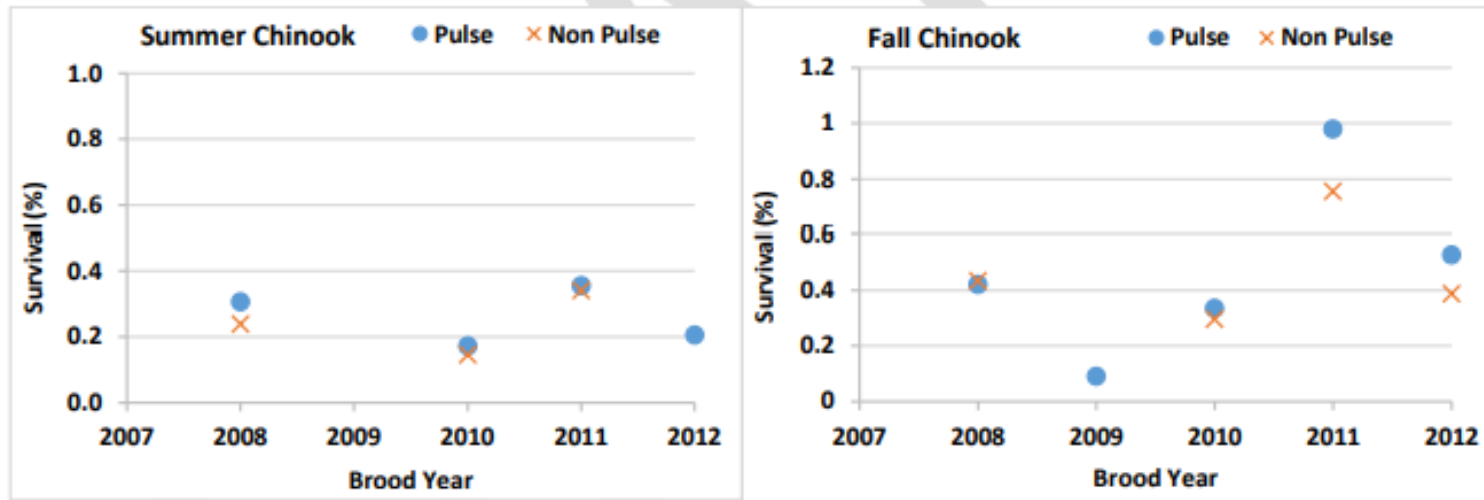 Summer Chinook Pulse Non Pulse
1.0
0.8
0.6
0.4
0.2
0.0
Survival (%)
2007 2008 2009 2010 2011 2012
Brood Year
Fall Chinook Pulse Non Pulse
1.2
1
0.8
0.6
0.4
0.2
0
Survival (%)
2007 2008 2009 2010 2011 2012
Brood Year